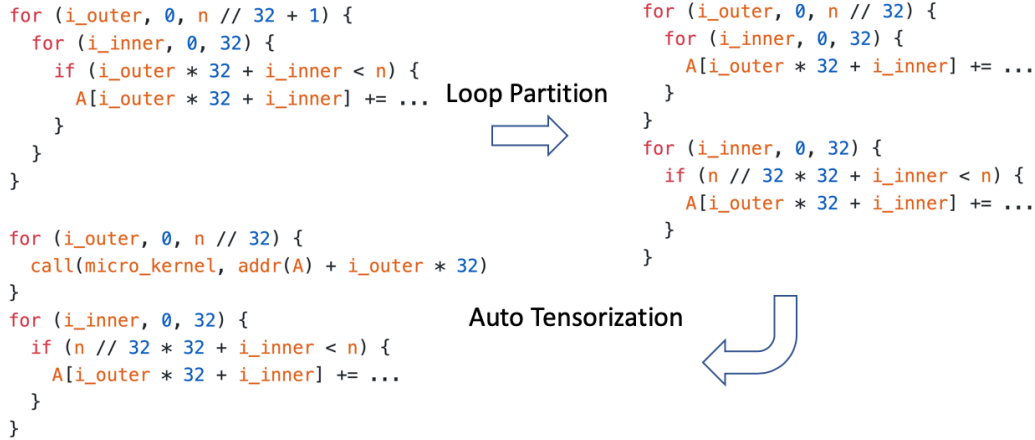 for (i_outer, 0, n // 32 + 1) {
  for (i_inner, 0, 32) {
    if (i_outer * 32 + i_inner < n) {
      A[i_outer * 32 + i_inner] += ...
    }
  }
}
Loop Partition
for (i_outer, 0, n // 32) {
  for (i_inner, 0, 32) {
    A[i_outer * 32 + i_inner] += ...
  }
}
for (i_inner, 0, 32) {
  if (n // 32 * 32 + i_inner < n) {
    A[i_outer * 32 + i_inner] += ...
  }
}
Auto Tensorization
for (i_outer, 0, n // 32) {
  call(micro_kernel, addr(A) + i_outer * 32)
}
for (i_inner, 0, 32) {
  if (n // 32 * 32 + i_inner < n) {
    A[i_outer * 32 + i_inner] += ...
  }
}